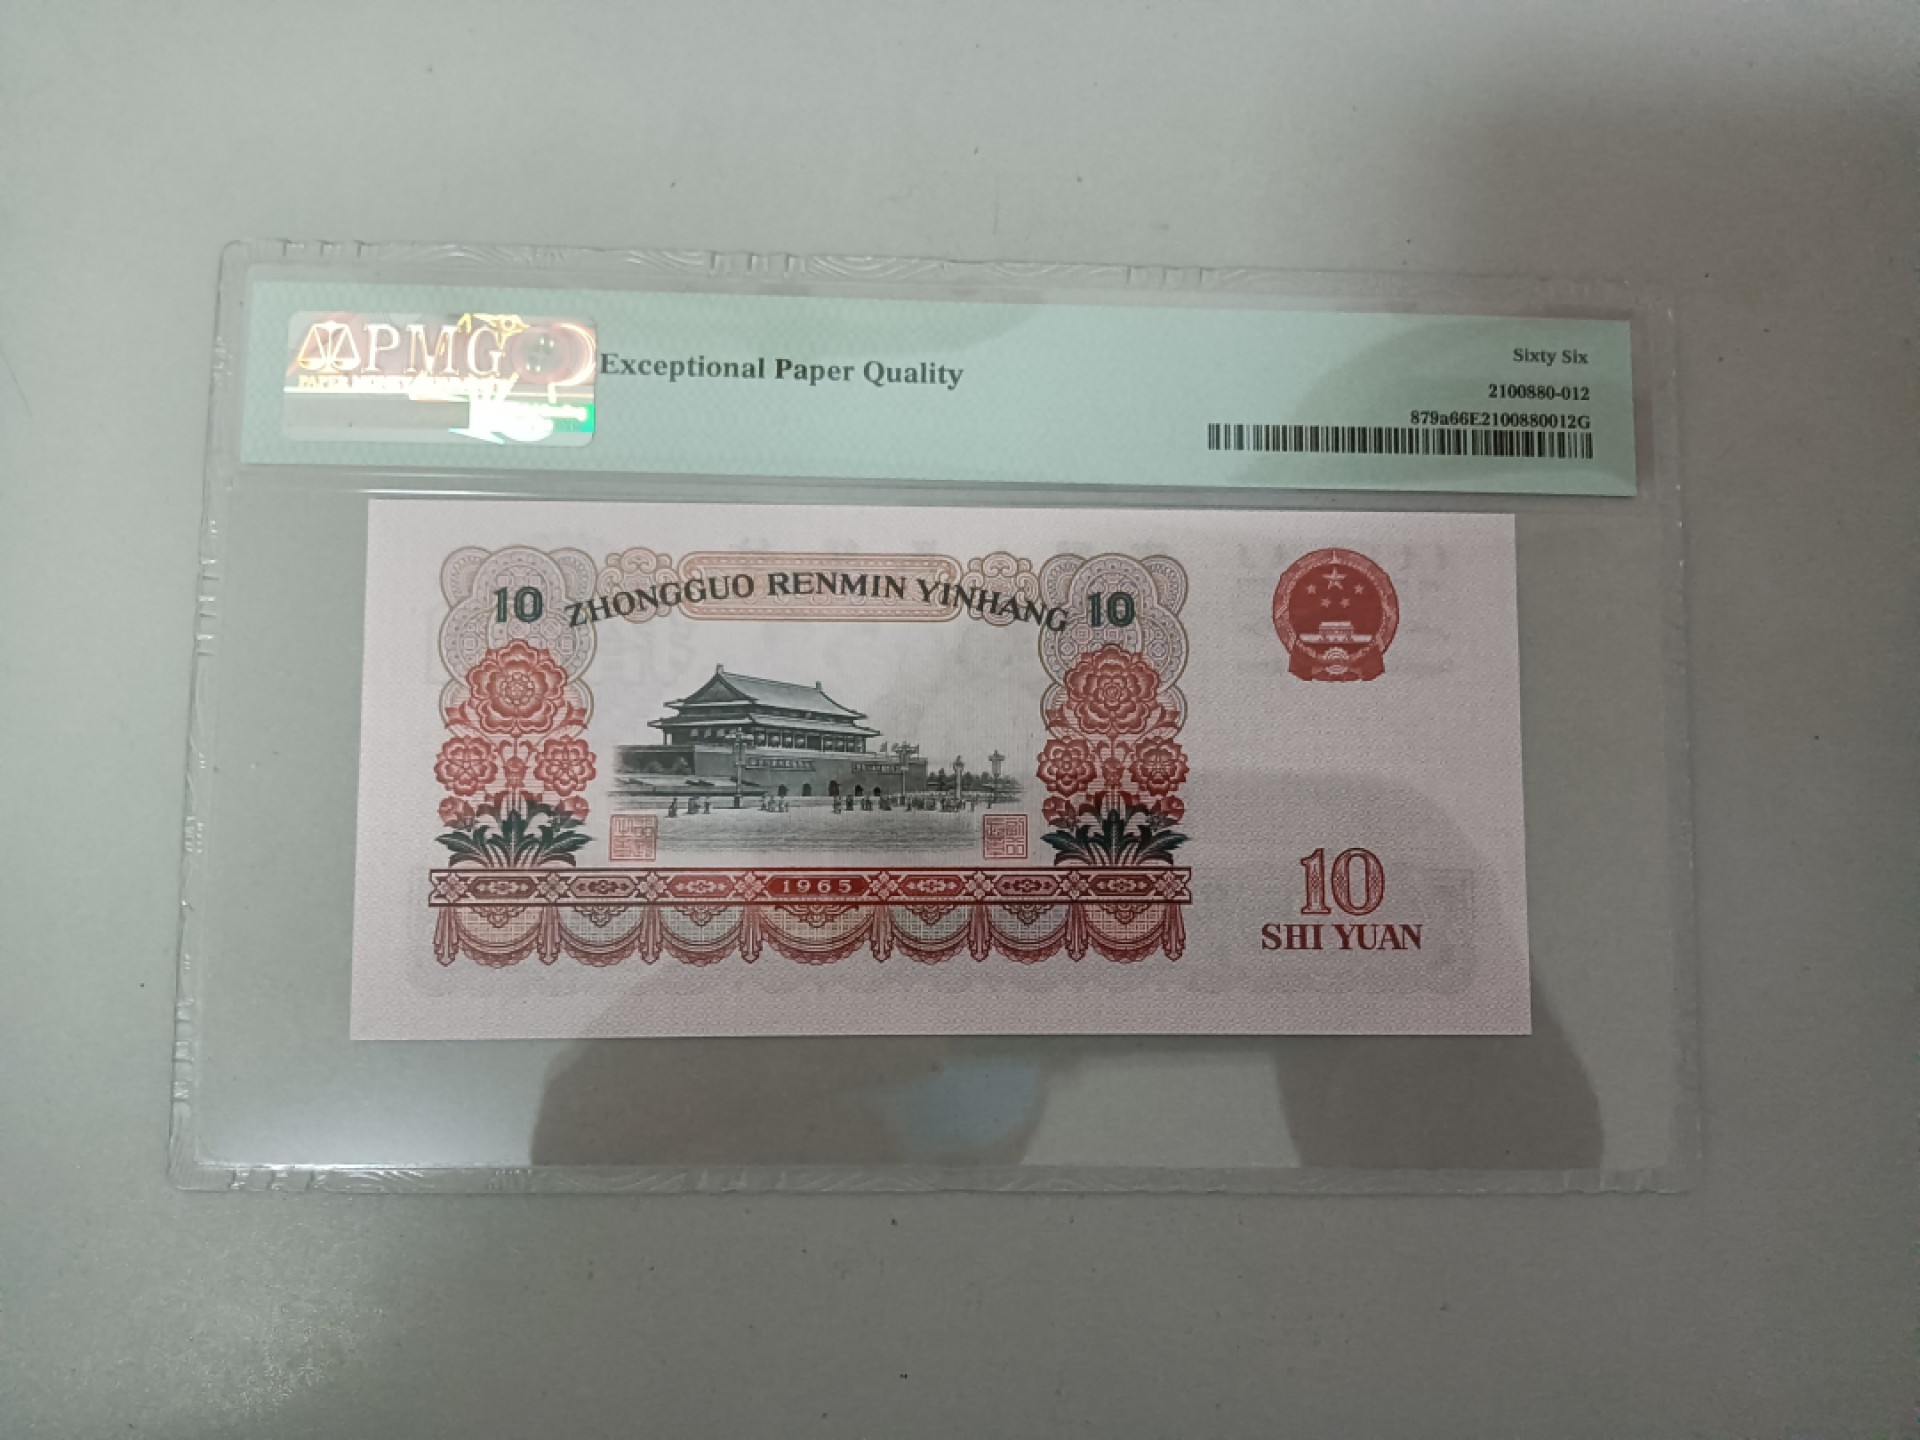 PMG
Exceptional Paper Quality
Sixty Six
2100880-012
879a66E2100880012G
10 ZHONGGUO RENMIN YINHANG 10
1965
10
SHI YUAN